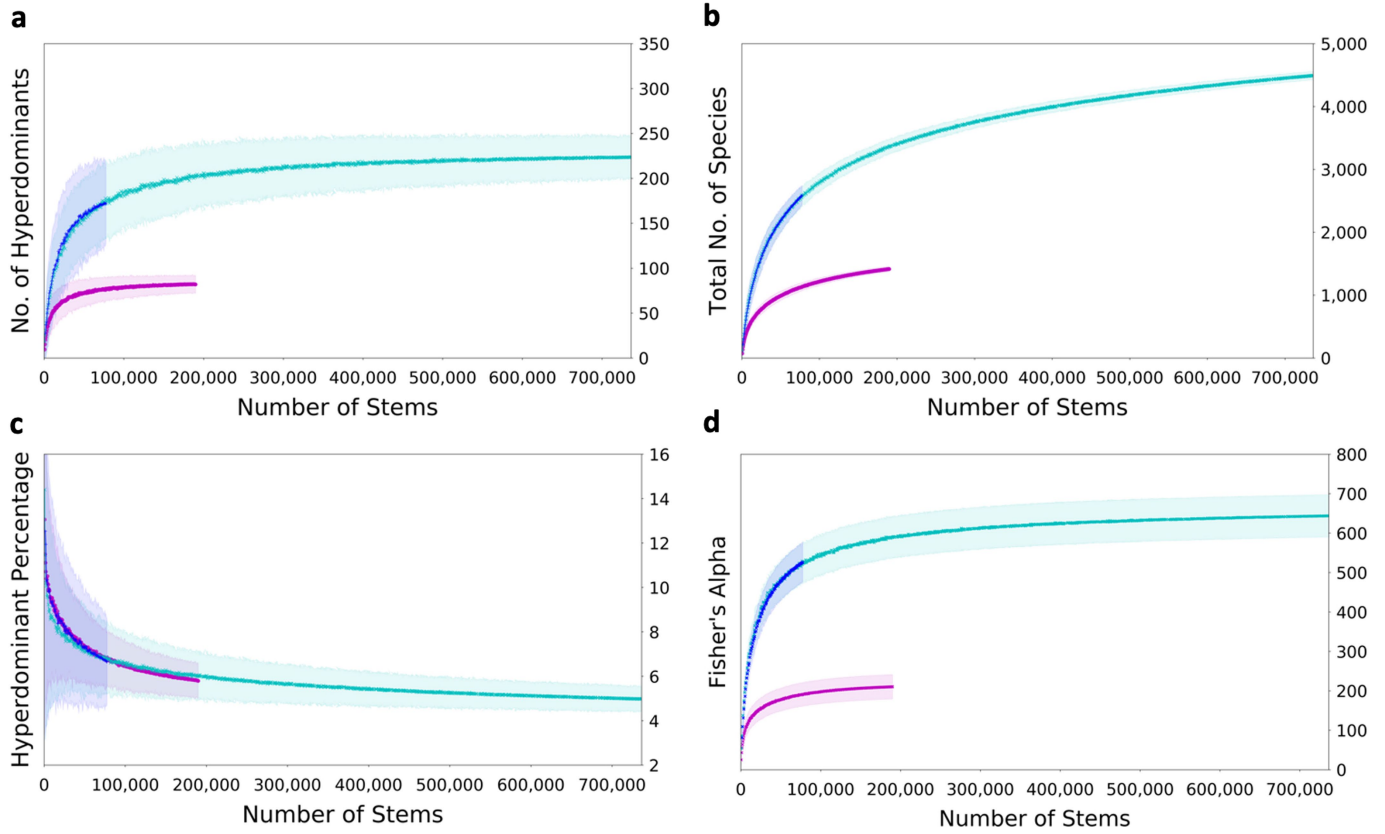 a
No. of Hyperdominants
350
300
250
200
150
100
50
0
0 100,000 200,000 300,000 400,000 500,000 600,000 700,000
Number of Stems
b
Total No. of Species
5,000
4,000
3,000
2,000
1,000
0
0 100,000 200,000 300,000 400,000 500,000 600,000 700,000
Number of Stems
c
Hyperdominant Percentage
16
14
12
10
8
6
4
2
0 100,000 200,000 300,000 400,000 500,000 600,000 700,000
Number of Stems
d
Fisher's Alpha
800
700
600
500
400
300
200
100
0
0 100,000 200,000 300,000 400,000 500,000 600,000 700,000
Number of Stems